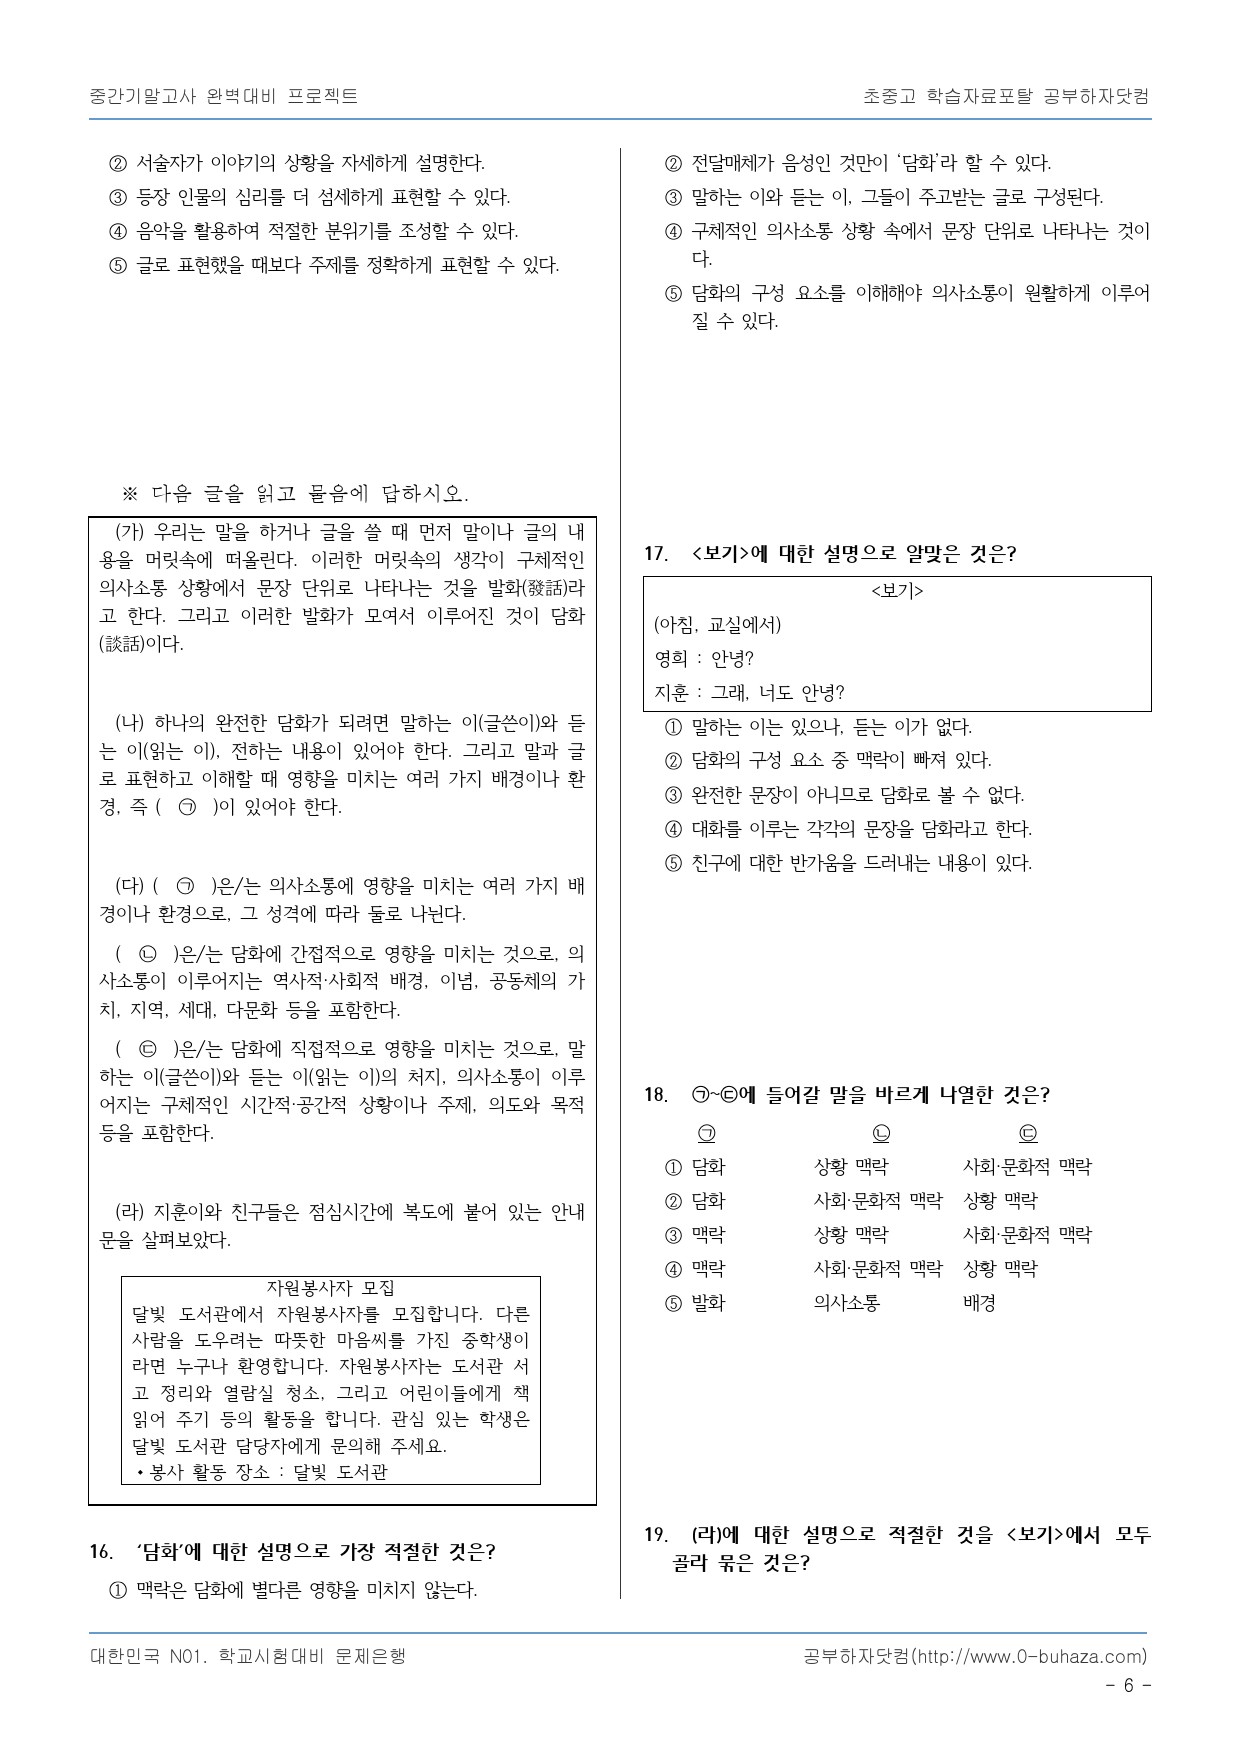 중간기말고사 완벽대비 프로젝트
초중고 학습자료포탈 공부하자닷컴
② 서술자가 이야기의 상황을 자세하게 설명한다.
③ 등장 인물의 심리를 더 섬세하게 표현할 수 있다.
④ 음악을 활용하여 적절한 분위기를 조성할 수 있다.
⑤ 글로 표현했을 때보다 주제를 정확하게 표현할 수 있다.
※ 다음 글을 읽고 물음에 답하시오.
(가) 우리는 말을 하거나 글을 쓸 때 먼저 말이나 글의 내
용을 머릿속에 떠올린다. 이러한 머릿속의 생각이 구체적인
의사소통 상황에서 문장 단위로 나타나는 것을 발화(發話)라
고 한다. 그리고 이러한 발화가 모여서 이루어진 것이 담화
(談話)이다.
(나) 하나의 완전한 담화가 되려면 말하는 이(글쓴이)와 듣
는 이(읽는 이), 전하는 내용이 있어야 한다. 그리고 말과 글
로 표현하고 이해할 때 영향을 미치는 여러 가지 배경이나 환
경, 즉 ( ㉠ )이 있어야 한다.
(다) ( ㉠ )은/는 의사소통에 영향을 미치는 여러 가지 배
경이나 환경으로, 그 성격에 따라 둘로 나뉜다.
( ㉡ )은/는 담화에 간접적으로 영향을 미치는 것으로, 의
사소통이 이루어지는 역사적·사회적 배경, 이념, 공동체의 가
치, 지역, 세대, 다문화 등을 포함한다.
( ㉢ )은/는 담화에 직접적으로 영향을 미치는 것으로, 말
하는 이(글쓴이)와 듣는 이(읽는 이)의 처지, 의사소통이 이루
어지는 구체적인 시간적·공간적 상황이나 주제, 의도와 목적
등을 포함한다.
(라) 지훈이와 친구들은 점심시간에 복도에 붙어 있는 안내
문을 살펴보았다.
자원봉사자 모집
달빛 도서관에서 자원봉사자를 모집합니다. 다른
사람을 도우려는 따뜻한 마음씨를 가진 중학생이
라면 누구나 환영합니다. 자원봉사자는 도서관 서
고 정리와 열람실 청소, 그리고 어린이들에게 책
읽어 주기 등의 활동을 합니다. 관심 있는 학생은
달빛 도서관 담당자에게 문의해 주세요.
•봉사 활동 장소 : 달빛 도서관
16. ‘담화’에 대한 설명으로 가장 적절한 것은?
① 맥락은 담화에 별다른 영향을 미치지 않는다.
② 전달매체가 음성인 것만이 ‘담화’라 할 수 있다.
③ 말하는 이와 듣는 이, 그들이 주고받는 글로 구성된다.
④ 구체적인 의사소통 상황 속에서 문장 단위로 나타나는 것이
다.
⑤ 담화의 구성 요소를 이해해야 의사소통이 원활하게 이루어
질 수 있다.
17. <보기>에 대한 설명으로 알맞은 것은?
<보기>
(아침, 교실에서)
영희 : 안녕?
지훈 : 그래, 너도 안녕?
① 말하는 이는 있으나, 듣는 이가 없다.
② 담화의 구성 요소 중 맥락이 빠져 있다.
③ 완전한 문장이 아니므로 담화로 볼 수 없다.
④ 대화를 이루는 각각의 문장을 담화라고 한다.
⑤ 친구에 대한 반가움을 드러내는 내용이 있다.
18. ㉠~㉢에 들어갈 말을 바르게 나열한 것은?
㉠ ㉡ ㉢
① 담화 상황 맥락 사회·문화적 맥락
② 담화 사회·문화적 맥락 상황 맥락
③ 맥락 상황 맥락 사회·문화적 맥락
④ 맥락 사회·문화적 맥락 상황 맥락
⑤ 발화 의사소통 배경
19. (라)에 대한 설명으로 적절한 것을 <보기>에서 모두
골라 묶은 것은?
대한민국 N01. 학교시험대비 문제은행
공부하자닷컴(http://www.0-buhaza.com)
- 6 -